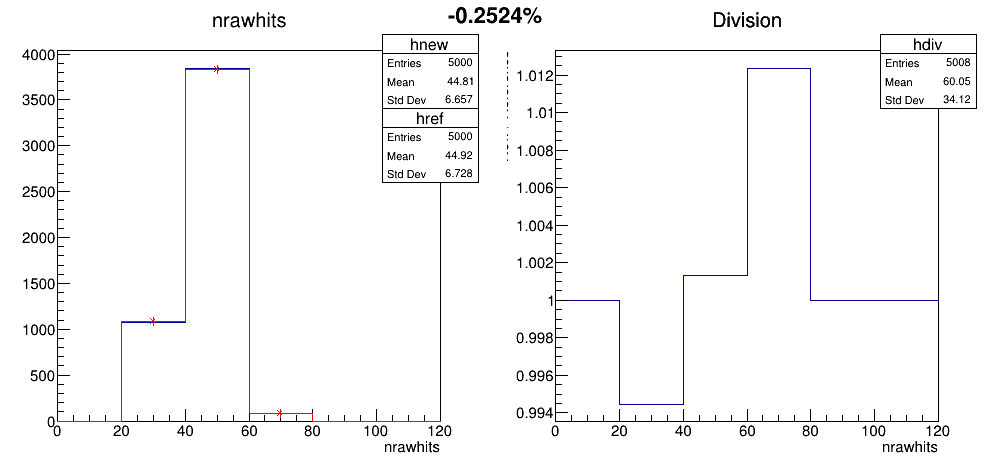 -0.2524%
nrawhits
hnew
Entries 5000
Mean 44.81
Std Dev 6.657
href
Entries 5000
Mean 44.92
Std Dev 6.728
4000
3500
3000
2500
2000
1500
1000
500
0
0 20 40 60 80 100 120
nrawhits
Division
hdiv
Entries 5008
Mean 60.05
Std Dev 34.12
1.012
1.01
1.008
1.006
1.004
1.002
1
0.998
0.996
0.994
0 20 40 60 80 100 120
nrawhits